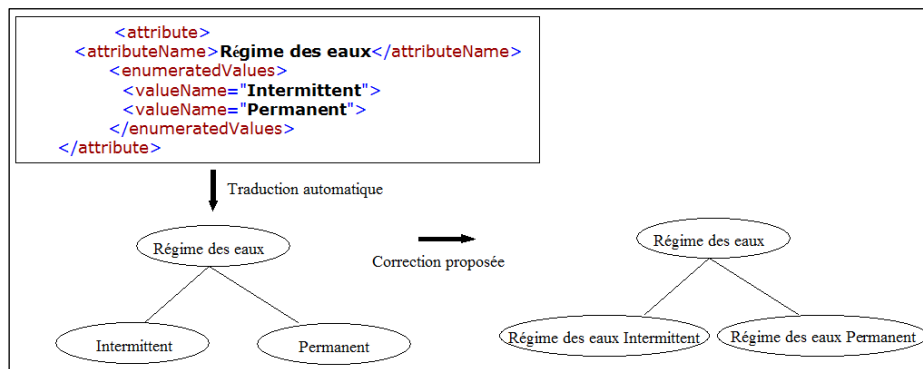 <attribute>
<attributeName>Régime des eaux</attributeName>
<enumeratedValues>
<valueName="Intermittent">
<valueName="Permanent">
</enumeratedValues>
</attribute>
Traduction automatique
Régime des eaux
Intermittent
Permanent
Correction proposée
Régime des eaux
Régime des eaux Intermittent
Régime des eaux Permanent